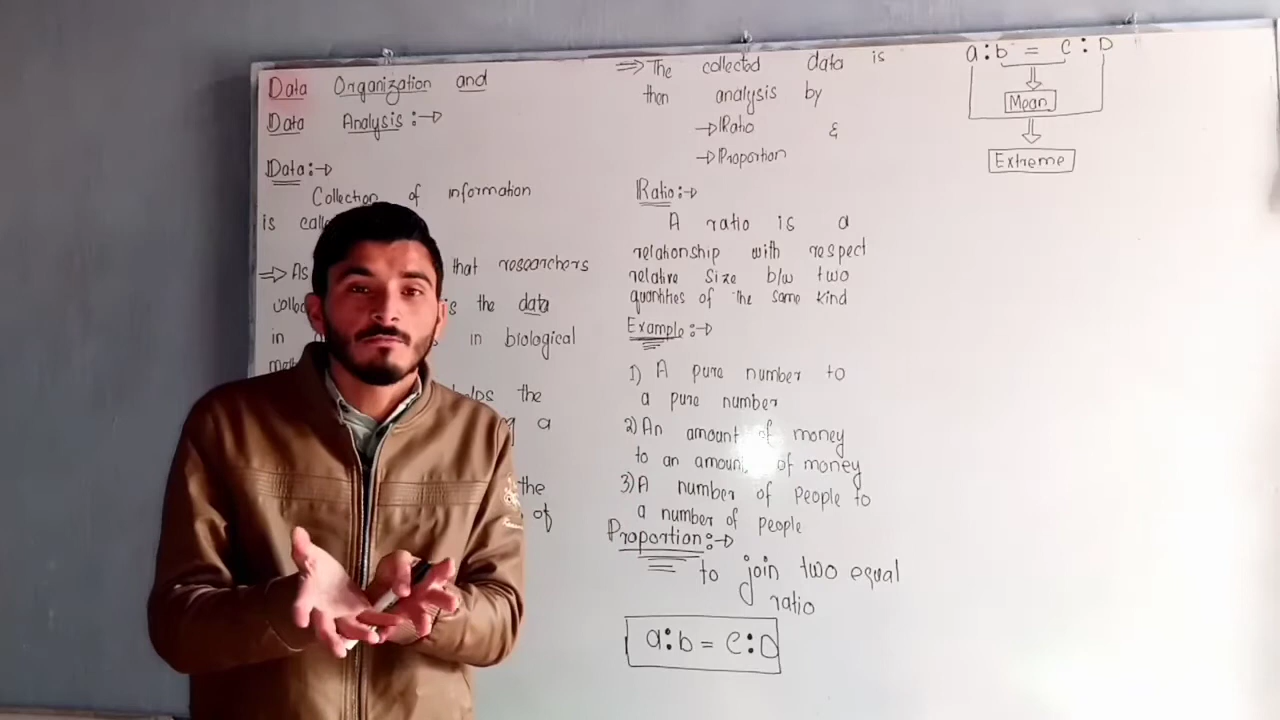 Data Organization and
Data Analysis :→
Data:→
Collection of information
is
⇒ As that researchers
is the data
in in biological
the
a
the
of
⇒ The collected data is
then analysis by
→ Ratio &
→ Proportion
Ratio:→
A ratio is a
relationship with respect
relative size b/w two
quantities of the same kind
Example:→
1) A pure number to
a pure number
2) An amount of money
to an amount of money
3) A number of People to
a number of people
Proportion:→
to join two equal
ratio
a:b = c:D
a:b = c:D
Mean
Extreme